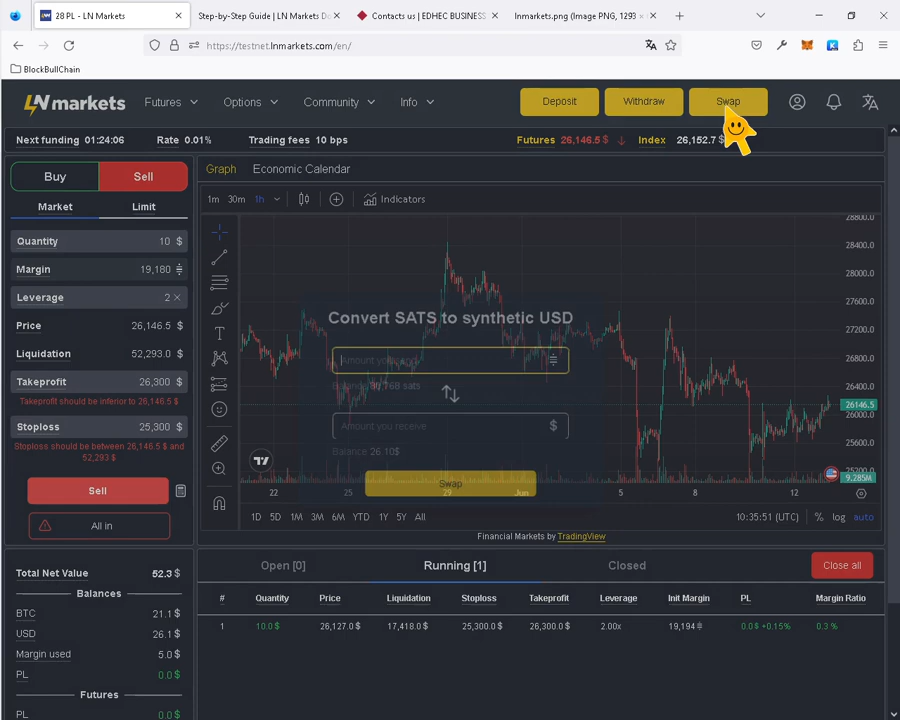 28 PL - LN Markets
Step-by-Step Guide | LN Markets Do
Contacts us | EDHEC BUSINESS
lnmarkets.png (Image PNG, 1293 ×
https://testnet.lnmarkets.com/en/
BlockBullChain
LN markets
Futures
Options
Community
Info
Deposit
Withdraw
Swap
Next funding 01:24:06
Rate 0.01%
Trading fees 10 bps
Futures 26,146.5 $ ↓
Index 26,152.7 $
Buy
Sell
Market
Limit
Quantity 10 $
Margin 19,180
Leverage 2 ×
Price 26,146.5 $
Liquidation 52,293.0 $
Takeprofit 26,300 $
Takeprofit should be inferior to 26,146.5 $
Stoploss 25,300 $
Stoploss should be between 26,146.5 $ and
52,293 $
Sell
All in
Total Net Value 52.3 $
Balances
BTC 21.1 $
USD 26.1 $
Margin used 5.0 $
PL 0.0 $
Futures
PL 0.0 $
Graph
Economic Calendar
1m 30m 1h
Indicators
Convert SATS to synthetic USD
Amount you send
sats
Amount you receive $
Balance 26.10$
Swap
28800.0
28400.0
27600.0
27200.0
26800.0
26400.0
26146.5
26000.0
25600.0
25200.0
9.285M
22 25 29 Jun 5 8 12
1D 5D 1M 3M 6M YTD 1Y 5Y All
10:35:51 (UTC)
% log auto
Financial Markets by TradingView
Open [0]
Running [1]
Closed
Close all
# Quantity Price Liquidation Stoploss Takeprofit Leverage Init Margin PL Margin Ratio
1 10.0 $ 26,127.0 $ 17,418.0 $ 25,300.0 $ 26,300.0 $ 2.00x 19,194 0.0 $ +0.15% 0.3 %